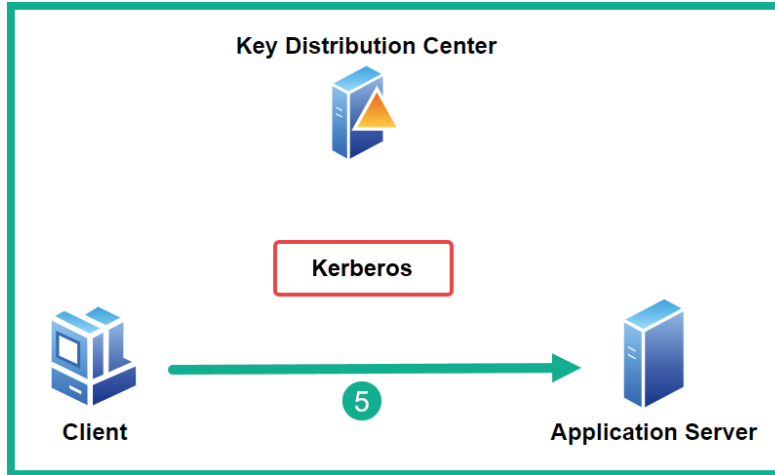 Key Distribution Center
Kerberos
5
Client
Application Server